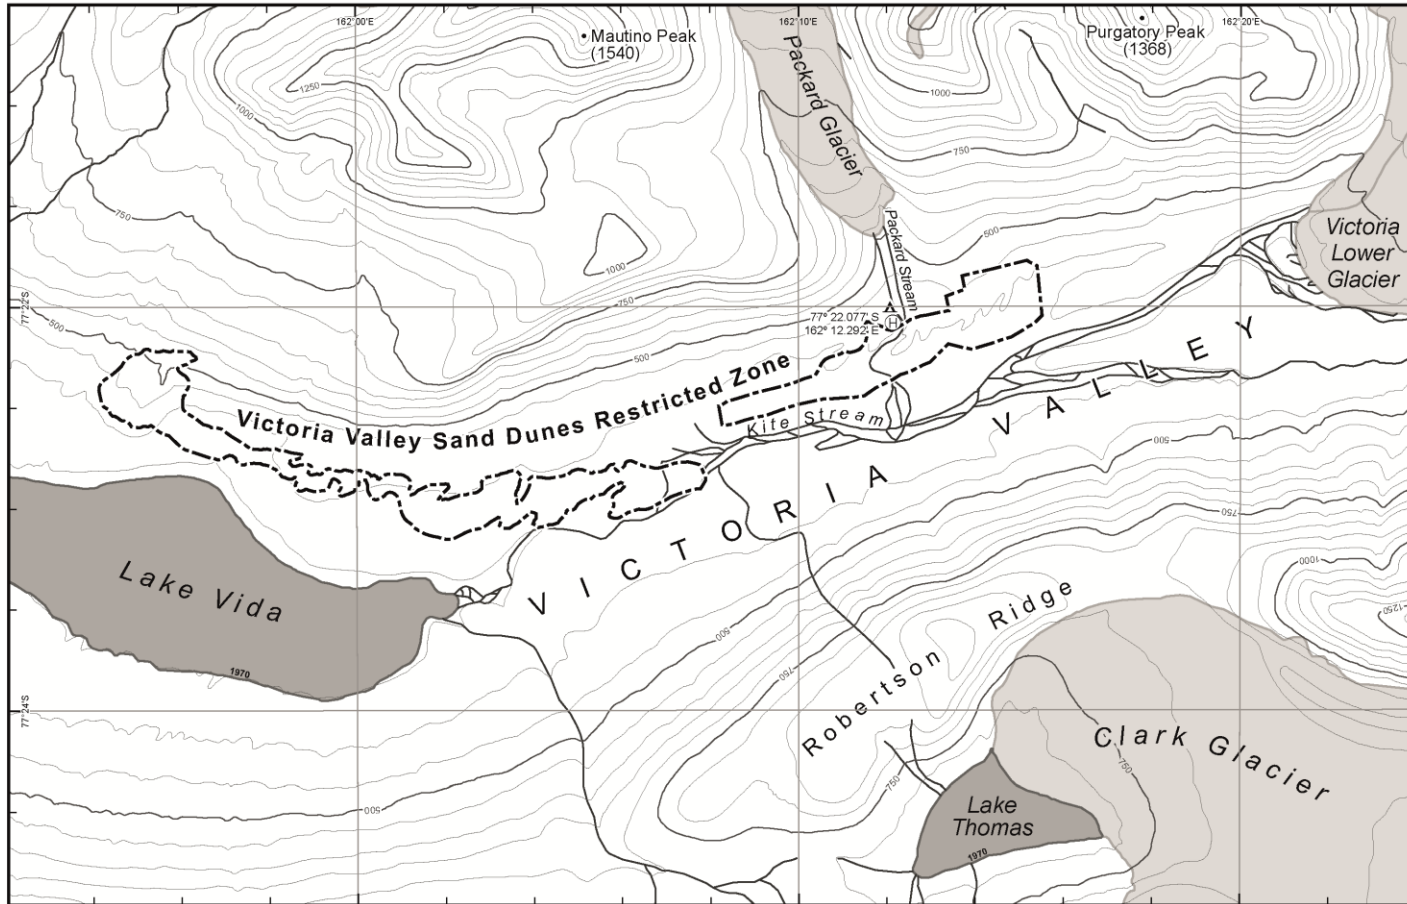 162°00'E
162°10'E
162°20'E
Mautino Peak
(1540)
Purgatory Peak
(1368)
Packard Glacier
1250
1000
1000
750
750
Packard Stream
500
Victoria
Lower
Glacier
1000
750
77°22'S
500
77° 22.077' S
162° 12.292' E
H
500
Victoria Valley Sand Dunes Restricted Zone
Kite Stream
VICTORIA VALLEY
500
750
1000
1250
Lake Vida
1970
500
750
Robertson Ridge
77°24'S
Clark Glacier
750
750
500
Lake
Thomas
1970